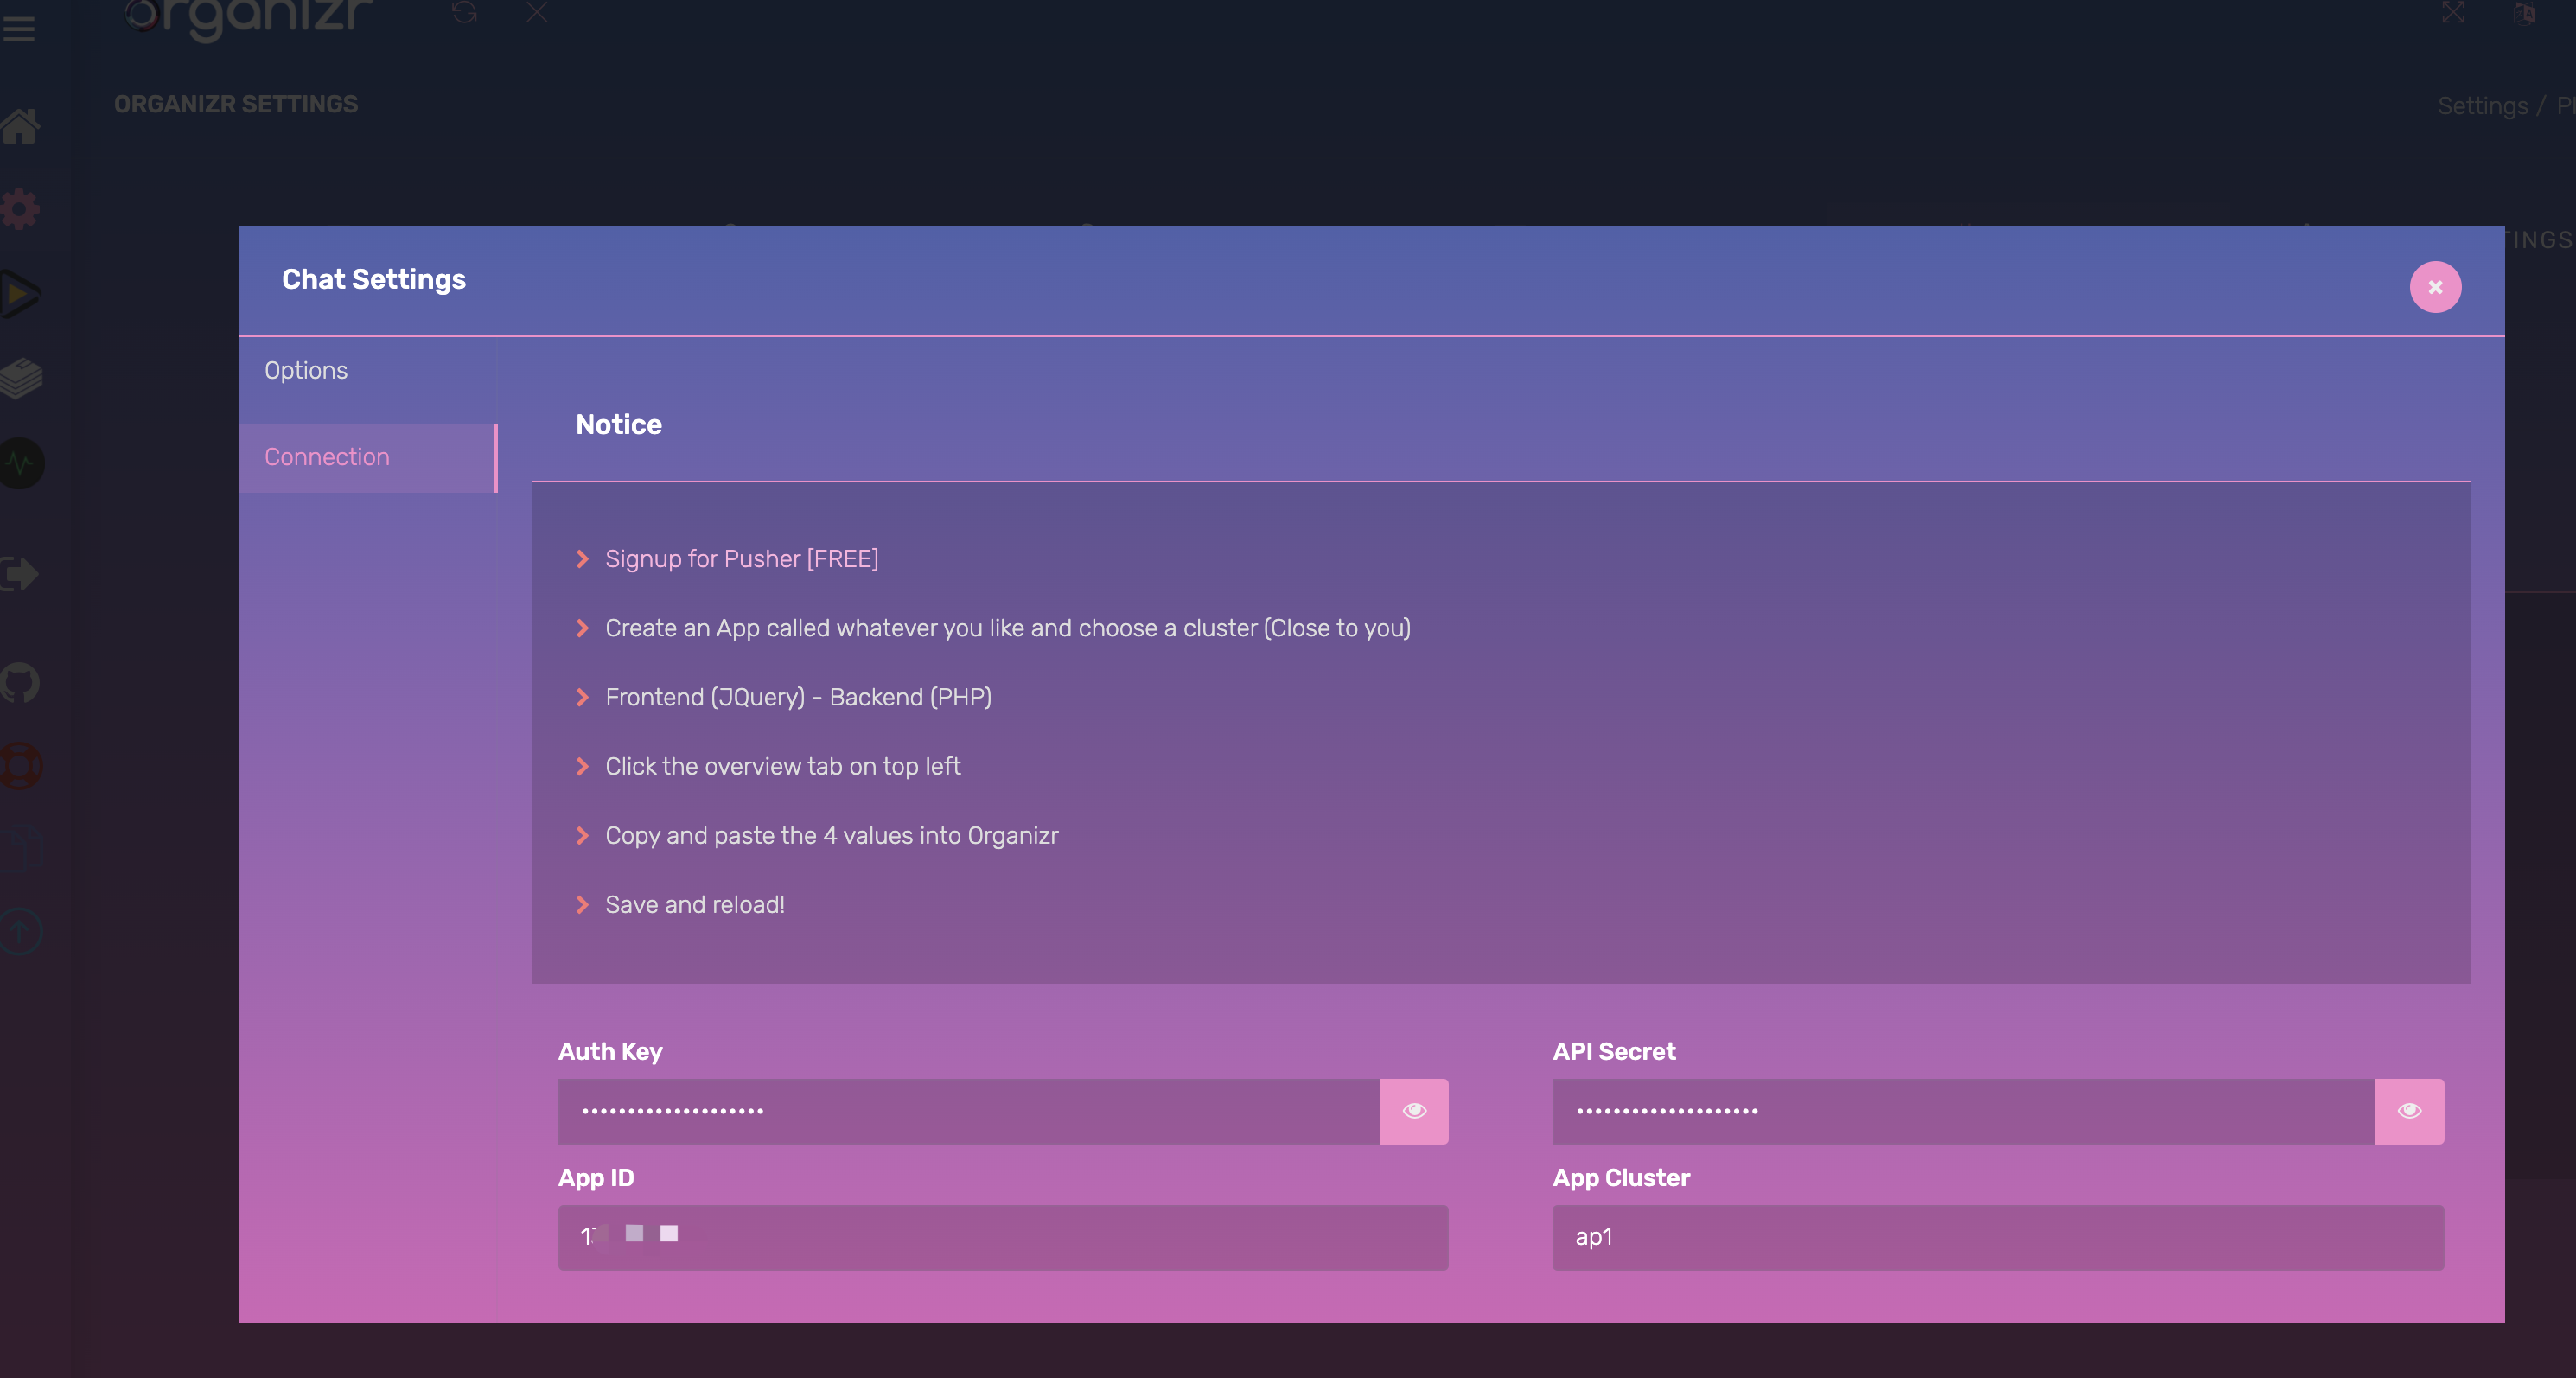 Organizr
ORGANIZR SETTINGS
Settings /
TINGS
Chat Settings
Options
Connection
Notice
Signup for Pusher [FREE]
Create an App called whatever you like and choose a cluster (Close to you)
Frontend (JQuery) - Backend (PHP)
Click the overview tab on top left
Copy and paste the 4 values into Organizr
Save and reload!
Auth Key
API Secret
••••••••••••••••••••
••••••••••••••••••••
App ID
App Cluster
ap1